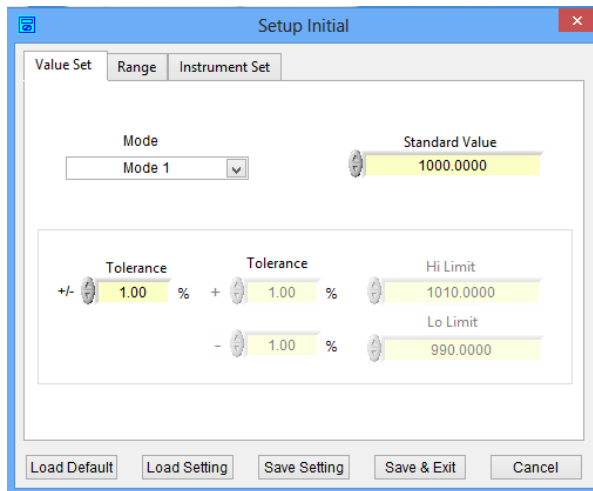 Setup Initial
Value Set Range Instrument Set
Mode
Mode 1
Standard Value
1000.0000
Tolerance
+/- 1.00 %
Tolerance
+ 1.00 %
- 1.00 %
Hi Limit
1010.0000
Lo Limit
990.0000
Load Default Load Setting Save Setting Save & Exit Cancel